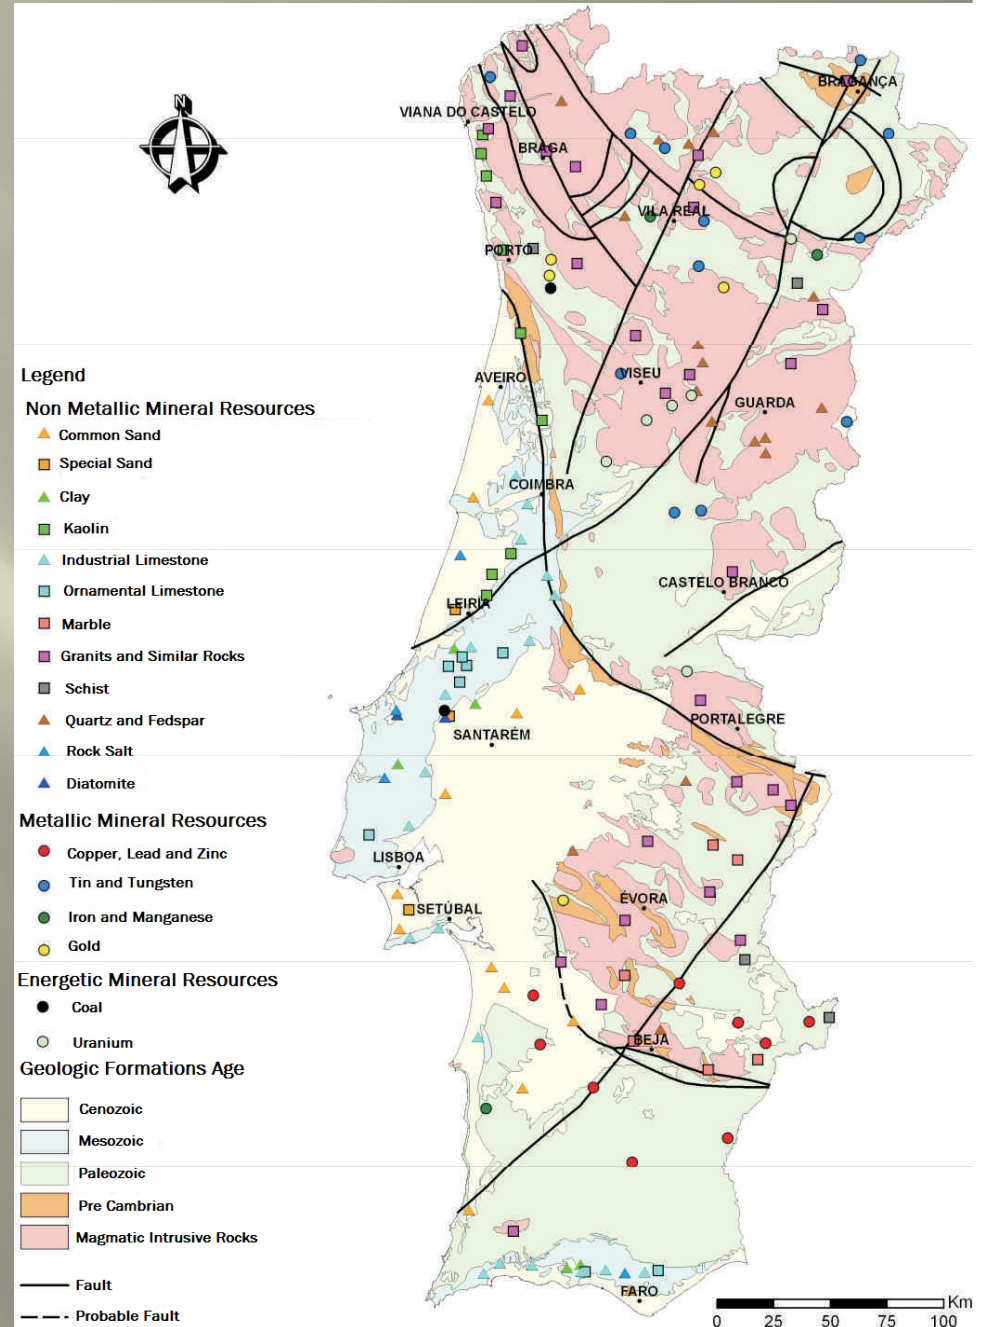 N
BRAGANÇA
VIANA DO CASTELO
BRAGA
VILA REAL
PORTO
AVEIRO
VISEU
GUARDA
COIMBRA
CASTELO BRANCO
LEIRIA
PORTALEGRE
SANTARÉM
LISBOA
SETÚBAL
ÉVORA
BEJA
FARO
Legend
Non Metallic Mineral Resources
Common Sand
Special Sand
Clay
Kaolin
Industrial Limestone
Ornamental Limestone
Marble
Granits and Similar Rocks
Schist
Quartz and Fedspar
Rock Salt
Diatomite
Metallic Mineral Resources
Copper, Lead and Zinc
Tin and Tungsten
Iron and Manganese
Gold
Energetic Mineral Resources
Coal
Uranium
Geologic Formations Age
Cenozoic
Mesozoic
Paleozoic
Pre Cambrian
Magmatic Intrusive Rocks
Fault
Probable Fault
Km
0 25 50 75 100